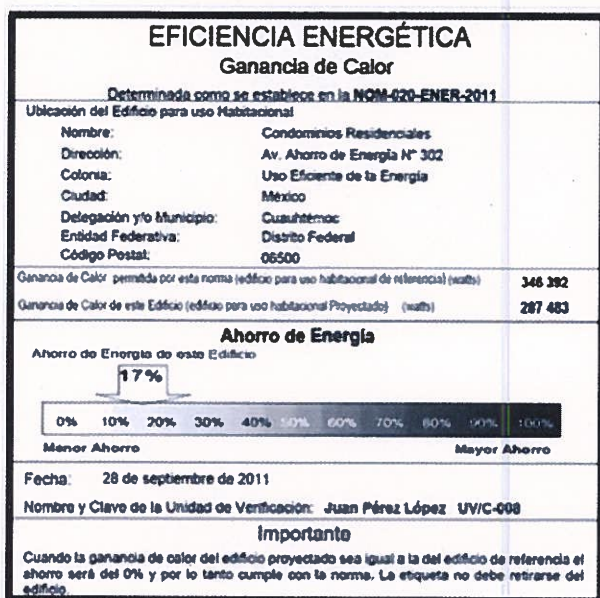 EFICIENCIA ENERGÉTICA
Ganancia de Calor
Determinada como se establece en la NOM-020-ENER-2011
Ubicación del Edificio para uso Habitacional
Nombre: Condominios Residenciales
Dirección: Av. Ahorro de Energía N° 302
Colonia: Uso Eficiente de la Energía
Ciudad: México
Delegación y/o Municipio: Cuauhtémoc
Entidad Federativa: Distrito Federal
Código Postal: 06500
Ganancia de Calor permitida por esta norma (edificio para uso habitacional de referencia) (watts) 346 392
Ganancia de Calor de este Edificio (edificio para uso habitacional Proyectado) (watts) 287 483
Ahorro de Energía
Ahorro de Energía de este Edificio
17%
0% 10% 20% 30% 40% 50% 60% 70% 80% 90% 100%
Menor Ahorro Mayor Ahorro
Fecha: 28 de septiembre de 2011
Nombre y Clave de la Unidad de Verificación: Juan Pérez López UV/C-008
Importante
Cuando la ganancia de calor del edificio proyectado sea igual a la del edificio de referencia el
ahorro será del 0% y por lo tanto cumple con la norma. La etiqueta no debe retirarse del
edificio.